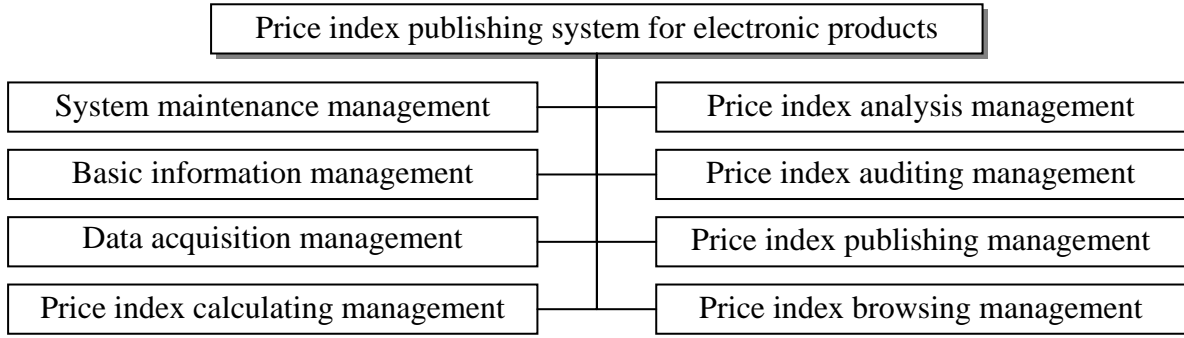 Price index publishing system for electronic products
System maintenance management
Price index analysis management
Basic information management
Price index auditing management
Data acquisition management
Price index publishing management
Price index calculating management
Price index browsing management